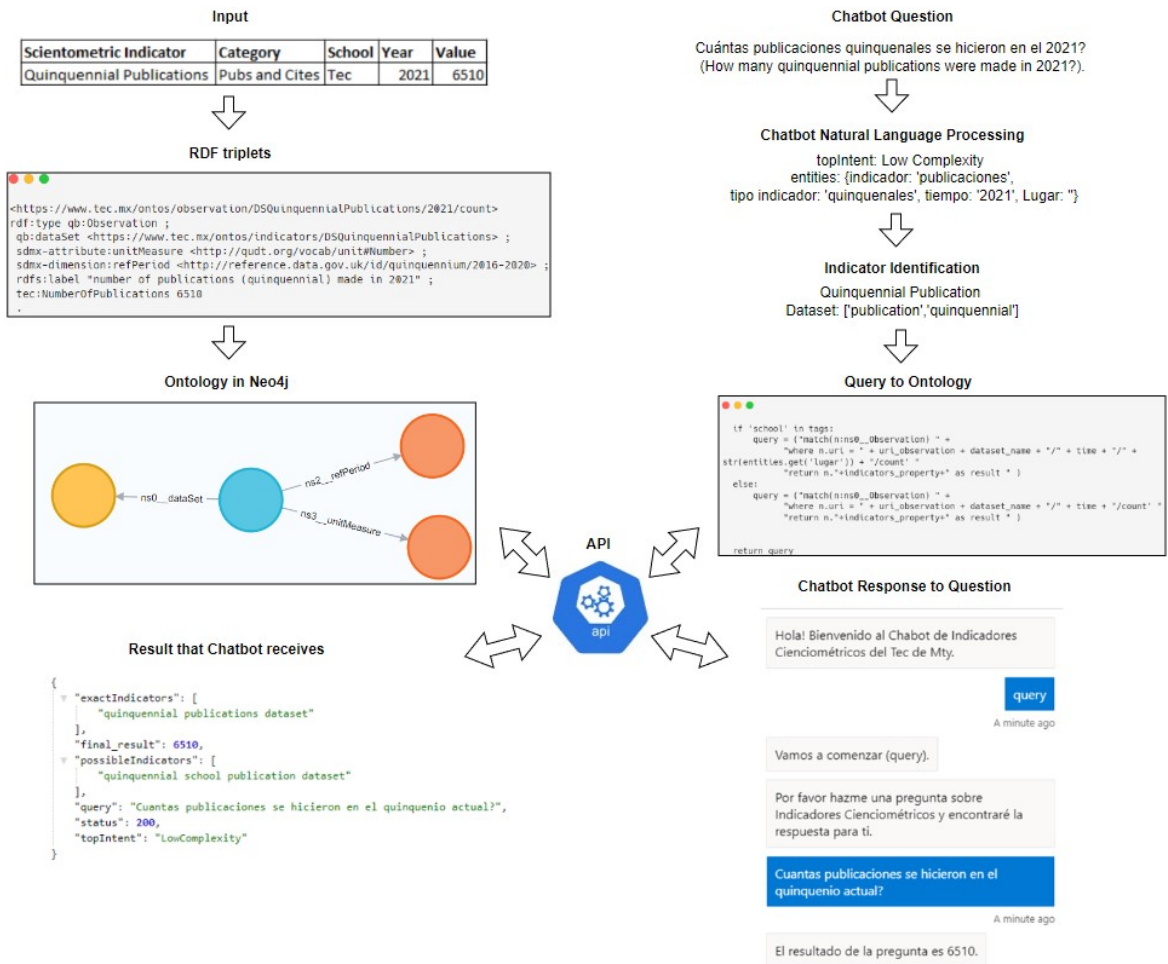 Input
Scientometric Indicator Category School Year Value
Quinquennial Publications Pubs and Cites Tec 2021 6510
RDF triplets
<https://www.tec.mx/ontos/observation/DSQuinquennialPublications/2021/count>
rdf:type qb:Observation ;
qb:dataSet <https://www.tec.mx/ontos/indicators/DSQuinquennialPublications> ;
sdmx-attribute:unitMeasure <http://qudt.org/vocab/unit#Number> ;
sdmx-dimension:refPeriod <http://reference.data.gov.uk/id/quinquennium/2016-2020> ;
rdfs:label "number of publications (quinquennial) made in 2021" ;
tec:NumberOfPublications 6510
.
Ontology in Neo4j
ns0__dataSet
ns2__refPeriod
ns3__unitMeasure
Result that Chatbot receives
{
"exactIndicators": [
"quinquennial publications dataset"
],
"final_result": 6510,
"possibleIndicators": [
"quinquennial school publication dataset"
],
"query": "Cuantas publicaciones se hicieron en el quinquenio actual?",
"status": 200,
"topIntent": "LowComplexity"
}
API
api
Chatbot Question
Cuántas publicaciones quinquenales se hicieron en el 2021?
(How many quinquennial publications were made in 2021?).
Chatbot Natural Language Processing
topIntent: Low Complexity
entities: {indicador: 'publicaciones',
tipo indicador: 'quinquenales', tiempo: '2021', Lugar: ''}
Indicator Identification
Quinquennial Publication
Dataset: ['publication','quinquennial']
Query to Ontology
if 'school' in tags:
query = ("match(n:ns0__Observation) " +
"where n.uri = " + uri_observation + dataset_name + "/" + time + "/" +
str(entities.get('lugar')) + "/count' "
"return n."+indicators_property+" as result " )
else:
query = ("match(n:ns0__Observation) " +
"where n.uri = " + uri_observation + dataset_name + "/" + time + "/count' "
"return n."+indicators_property+" as result " )
return query
Chatbot Response to Question
Hola! Bienvenido al Chabot de Indicadores
Cienciométricos del Tec de Mty.
query
A minute ago
Vamos a comenzar (query).
Por favor hazme una pregunta sobre
Indicadores Cienciométricos y encontraré la
respuesta para ti.
Cuantas publicaciones se hicieron en el
quinquenio actual?
A minute ago
El resultado de la pregunta es 6510.